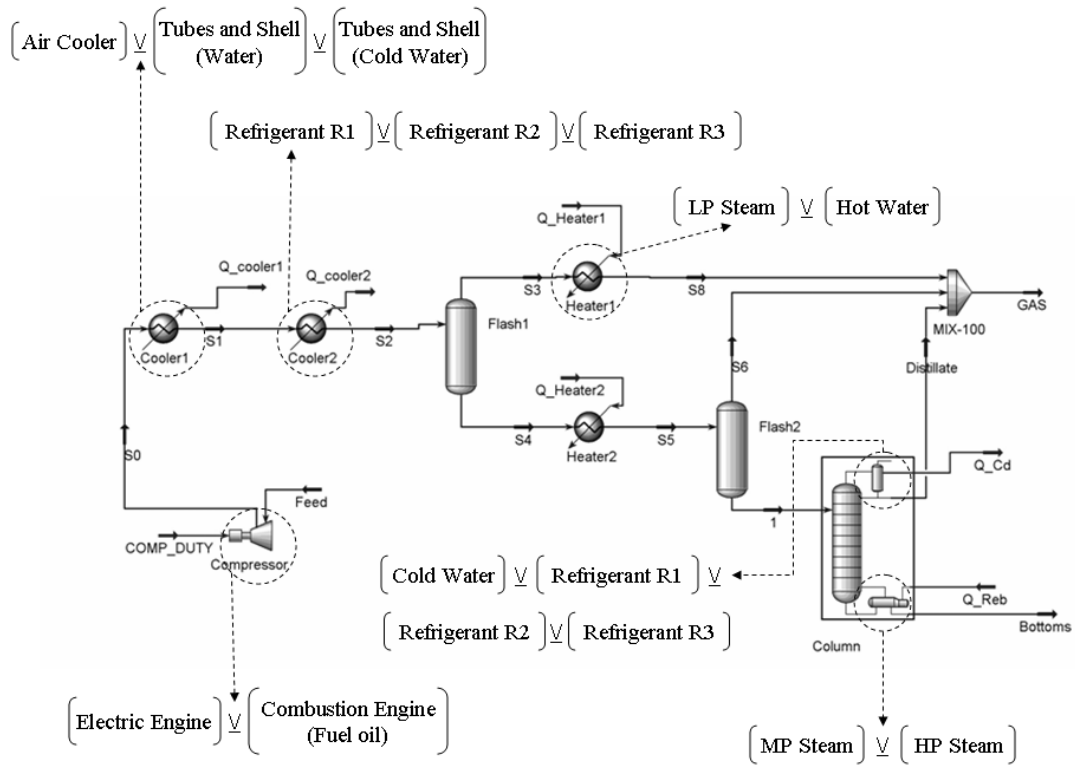 Air Cooler ∨ Tubes and Shell (Water) ∨ Tubes and Shell (Cold Water)
Refrigerant R1 ∨ Refrigerant R2 ∨ Refrigerant R3
LP Steam ∨ Hot Water
Q_Heater1
Q_cooler1
Q_cooler2
S3
Heater1
S8
GAS
MIX-100
Cooler1
S1
Cooler2
S2
Flash1
S6
Distillate
Q_Heater2
S4
Heater2
S5
Flash2
S0
Q_Cd
Feed
1
COMP_DUTY
Compressor
Cold Water ∨ Refrigerant R1 ∨
Refrigerant R2 ∨ Refrigerant R3
Q_Reb
Bottoms
Column
Electric Engine ∨ Combustion Engine (Fuel oil)
MP Steam ∨ HP Steam